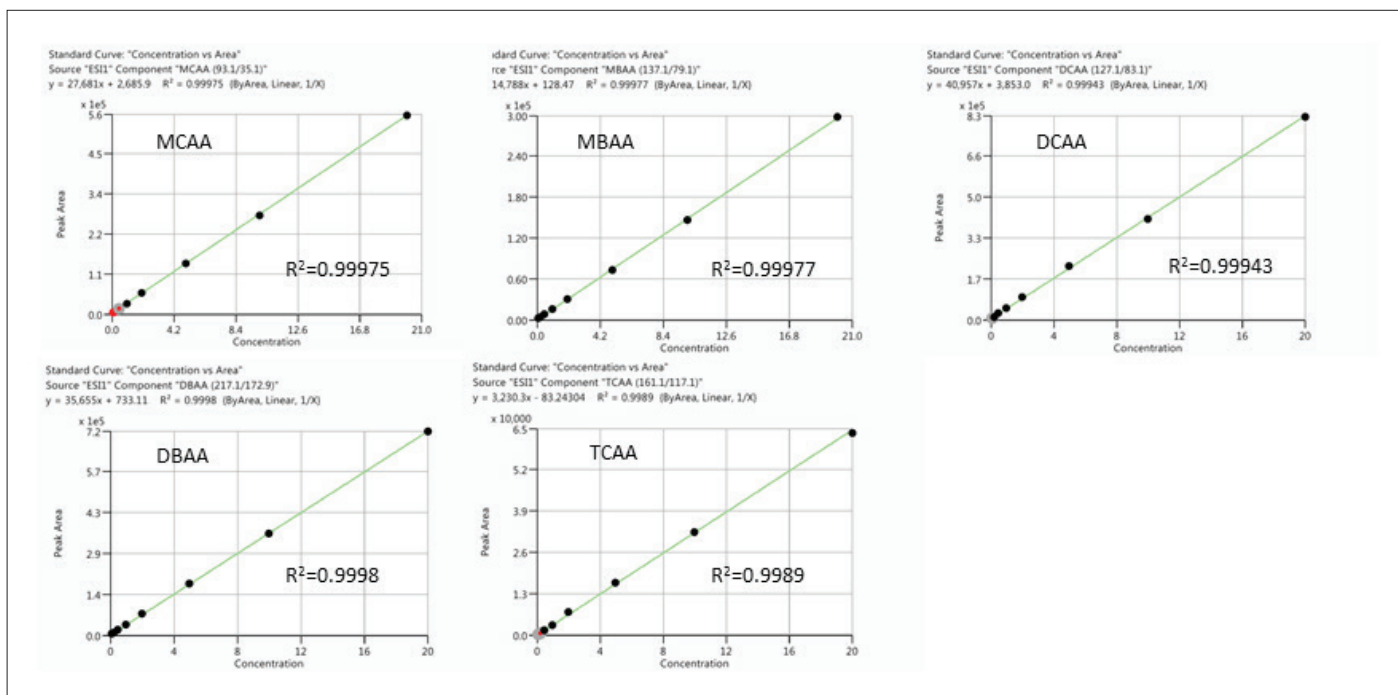 Standard Curve: "Concentration vs Area"
Source "ESI1" Component "MCAA (93.1/35.1)"
y = 27,681x + 2,685.9 R² = 0.99975 (ByArea, Linear, 1/X)
x 1e5
5.6
4.5
3.4
2.2
1.1
0.0
Peak Area
MCAA
R²=0.99975
0.0 4.2 8.4 12.6 16.8 21.0
Concentration
dard Curve: "Concentration vs Area"
rce "ESI1" Component "MBAA (137.1/79.1)"
14,788x + 128.47 R² = 0.99977 (ByArea, Linear, 1/X)
x 1e5
3.00
2.40
1.80
1.20
0.60
0.00
MBAA
R²=0.99977
0.0 4.2 8.4 12.6 16.8 21.0
Concentration
Standard Curve: "Concentration vs Area"
Source "ESI1" Component "DCAA (127.1/83.1)"
y = 40,957x + 3,853.0 R² = 0.99943 (ByArea, Linear, 1/X)
x 1e5
8.3
6.6
5.0
3.3
1.7
0.0
Peak Area
DCAA
R²=0.99943
0 4 8 12 16 20
Concentration
Standard Curve: "Concentration vs Area"
Source "ESI1" Component "DBAA (217.1/172.9)"
y = 35,655x + 733.11 R² = 0.9998 (ByArea, Linear, 1/X)
x 1e5
7.2
5.7
4.3
2.9
1.4
0.0
Peak Area
DBAA
R²=0.9998
0 4 8 12 16 20
Concentration
Standard Curve: "Concentration vs Area"
Source "ESI1" Component "TCAA (161.1/117.1)"
y = 3,230.3x - 83.24304 R² = 0.9989 (ByArea, Linear, 1/X)
x 10,000
6.5
5.2
3.9
2.6
1.3
0.0
Peak Area
TCAA
R²=0.9989
0 4 8 12 16 20
Concentration